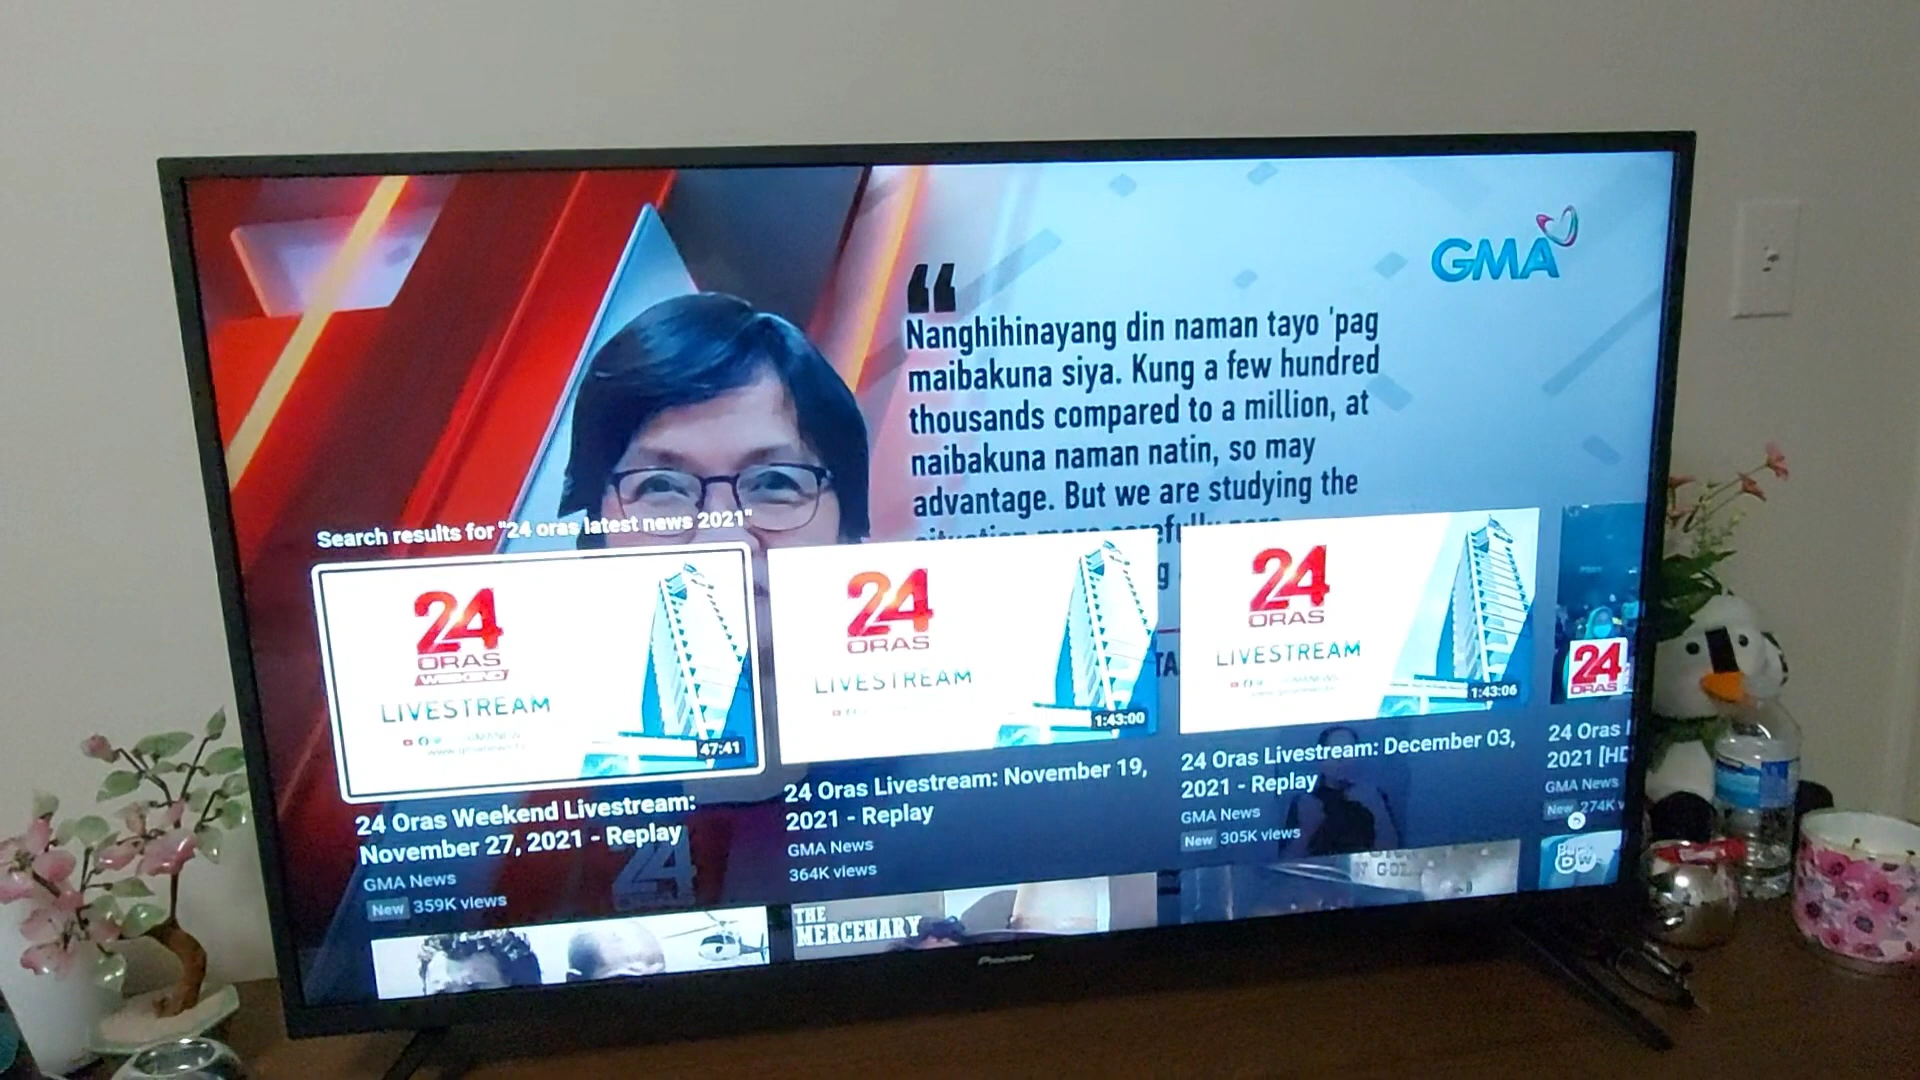 GMA
“
Nanghihinayang din naman tayo 'pag
maibakuna siya. Kung a few hundred
thousands compared to a million, at
naibakuna naman natin, so may
advantage. But we are studying the
Search results for "24 oras latest news 2021"
24
ORAS
WEEKEND
LIVESTREAM
47:41
24 Oras Weekend Livestream:
November 27, 2021 - Replay
GMA News
New 359K views
24
ORAS
LIVESTREAM
1:43:00
24 Oras Livestream: November 19,
2021 - Replay
GMA News
364K views
24
ORAS
LIVESTREAM
1:43:06
24 Oras Livestream: December 03,
2021 - Replay
GMA News
New 305K views
24
ORAS
24 Oras
2021 [HD
GMA News
New 274K v
THE
MERCENARY
DW
Pioneer